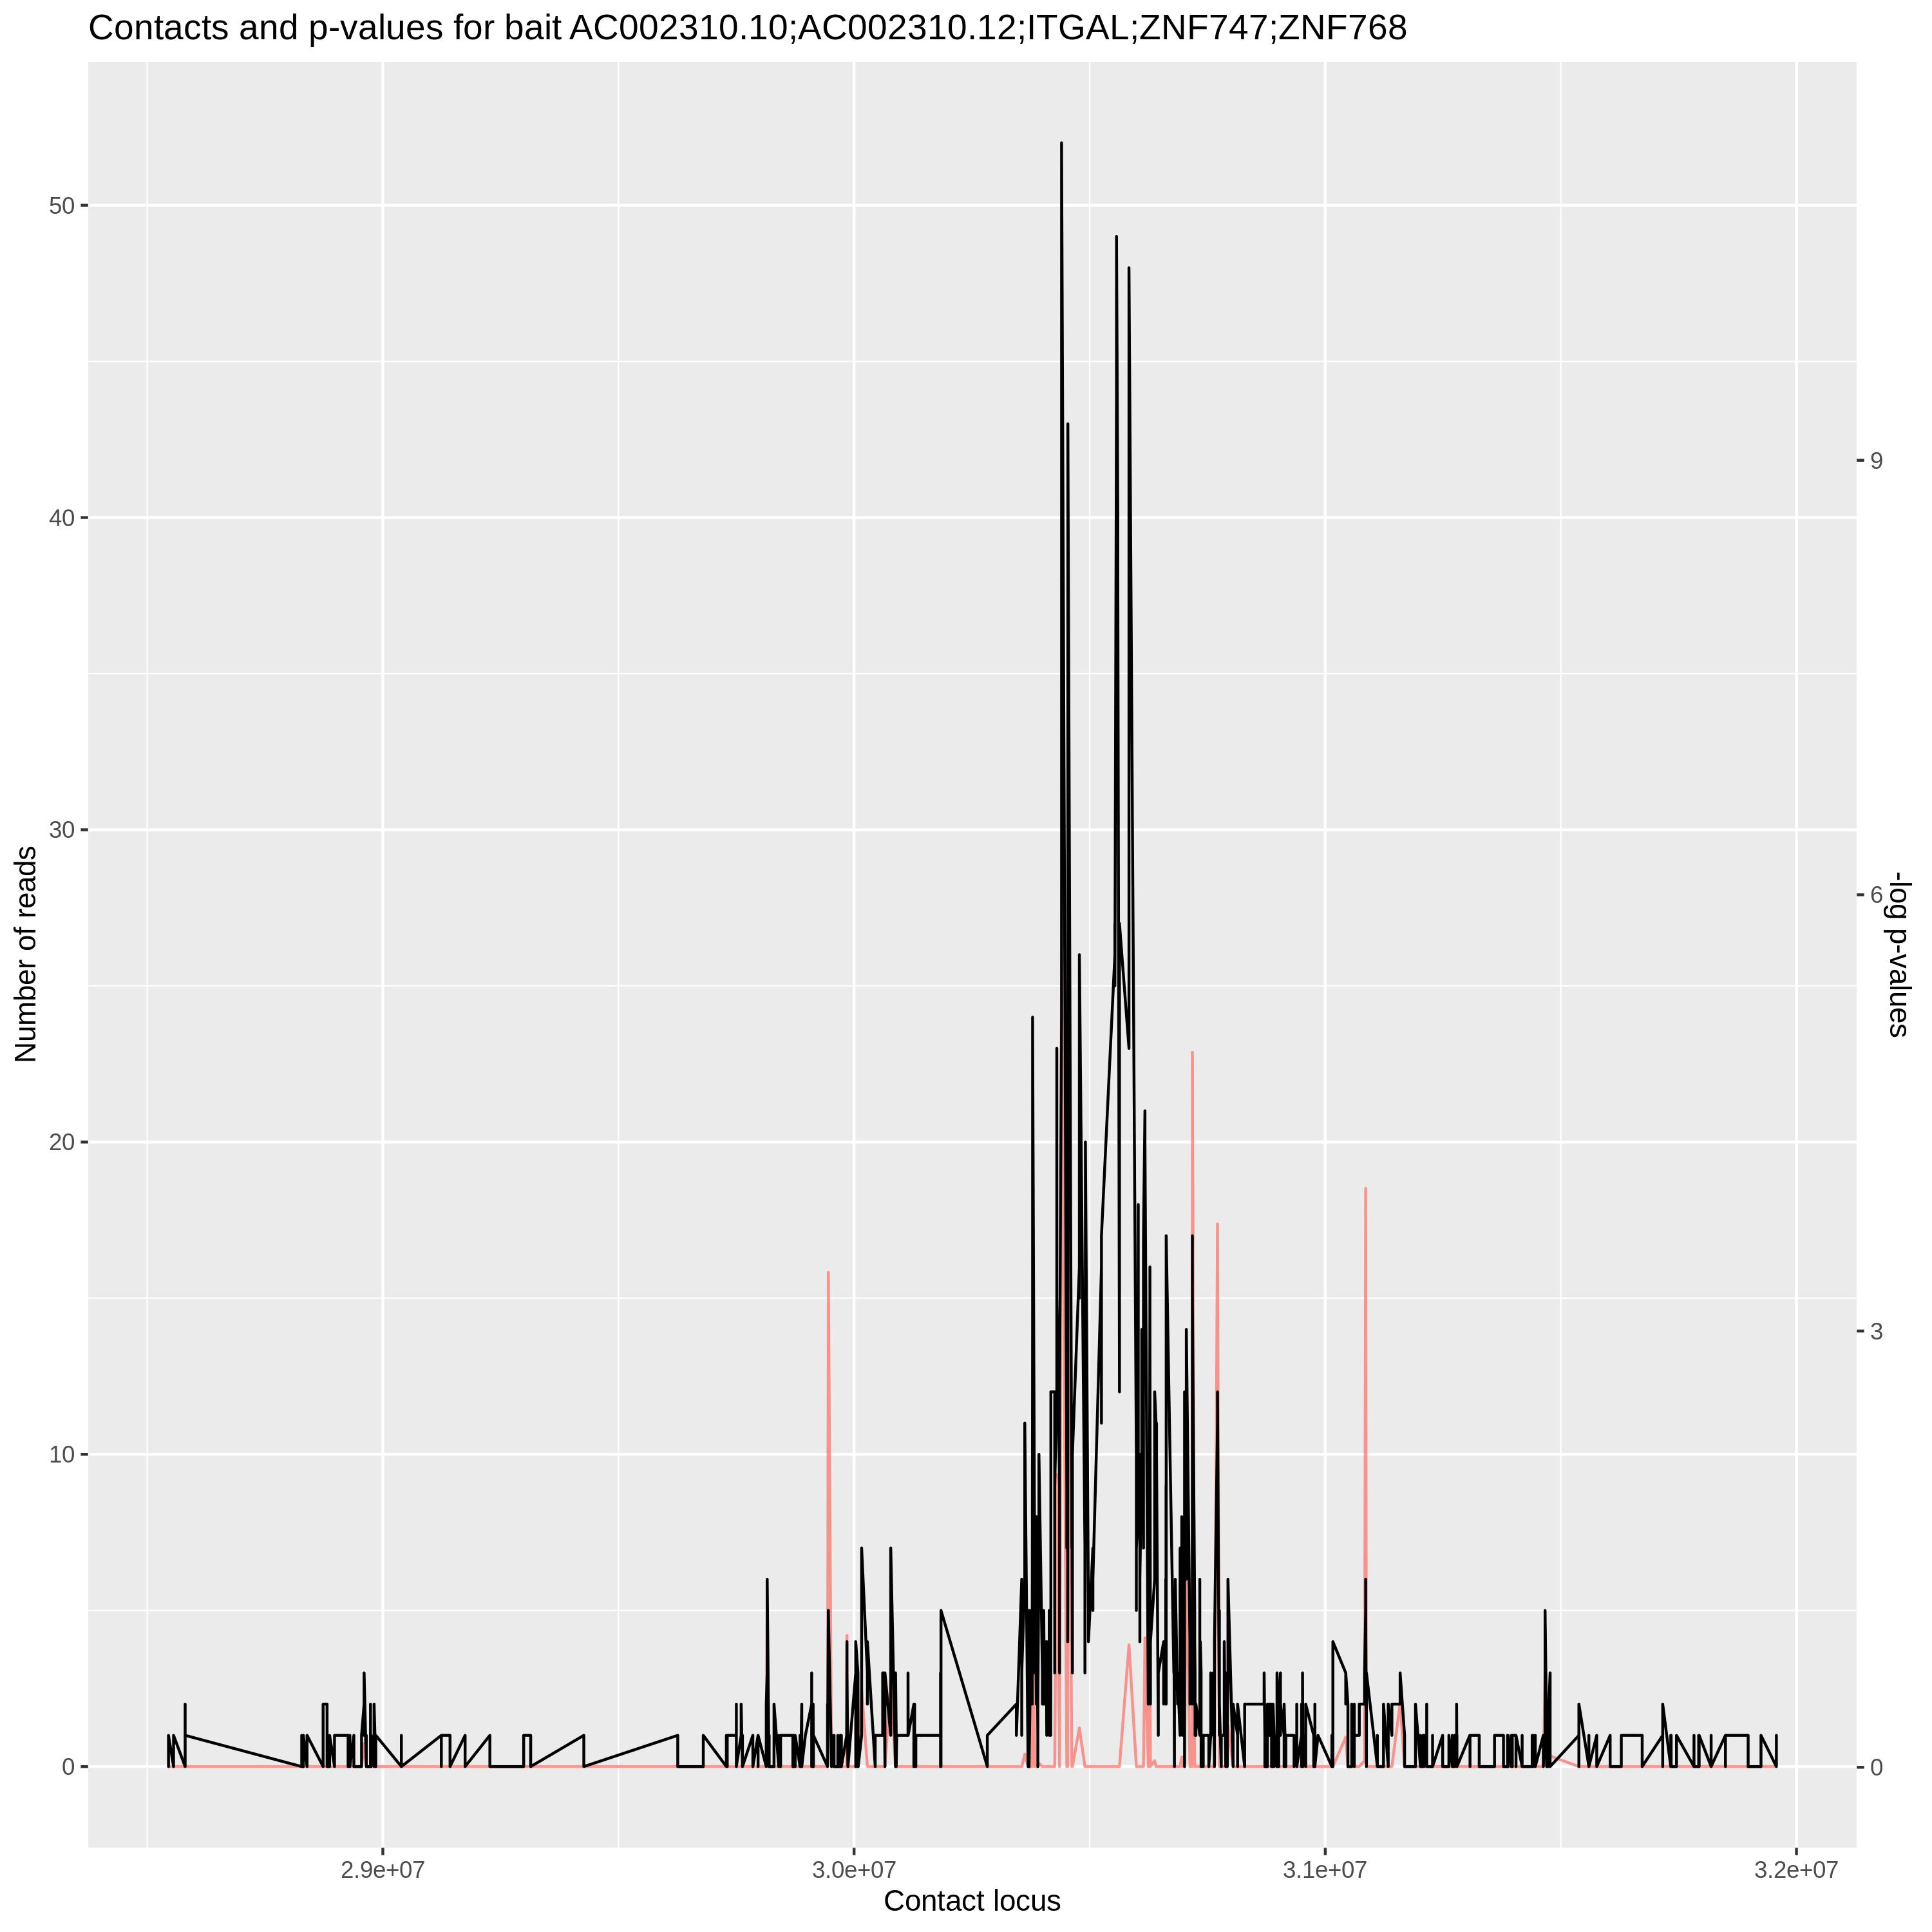 Contacts and p-values for bait AC002310.10;AC002310.12;ITGAL;ZNF747;ZNF768
50
40
30
20
10
0
Number of reads
9
6
3
0
-log p-values
2.9e+07
3.0e+07
3.1e+07
3.2e+07
Contact locus